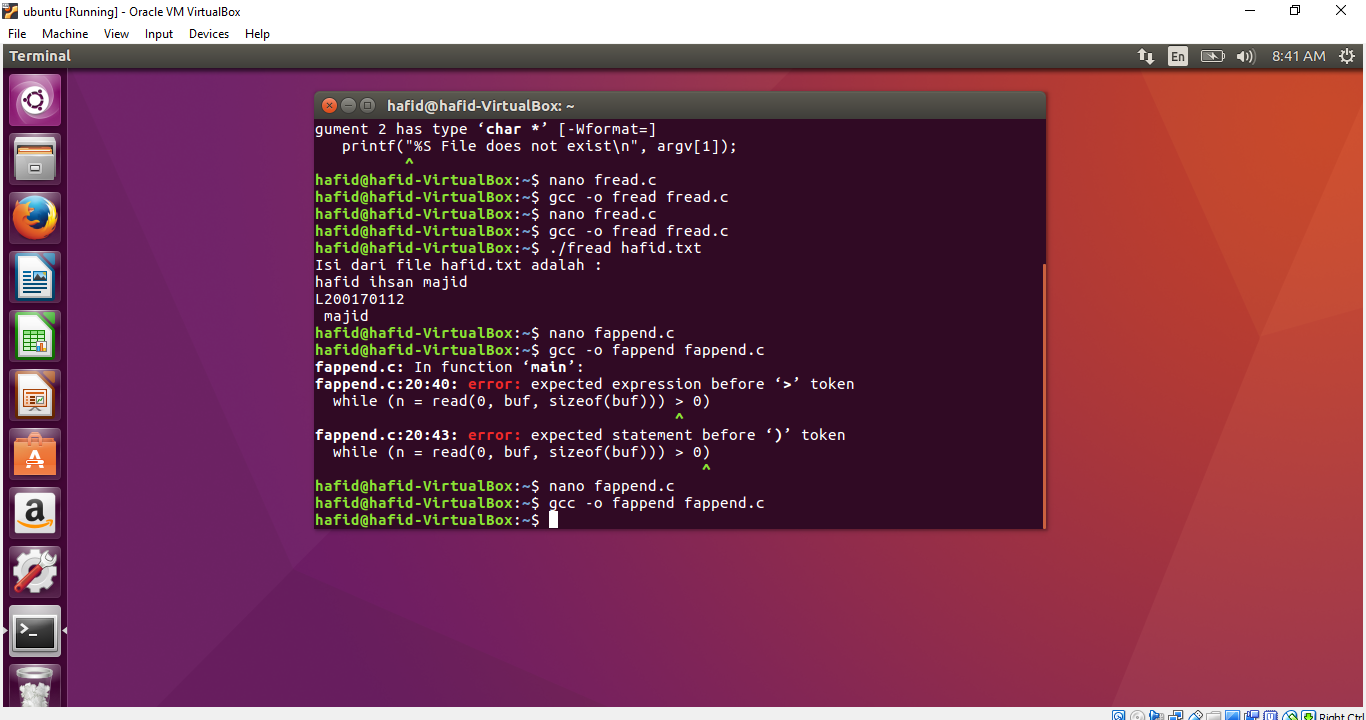 ubuntu [Running] - Oracle VM VirtualBox
File Machine View Input Devices Help
Terminal
En
8:41 AM
hafid@hafid-VirtualBox: ~
gument 2 has type ‘char *’ [-Wformat=]
printf("%S File does not exist\n", argv[1]);
^
hafid@hafid-VirtualBox:~$ nano fread.c
hafid@hafid-VirtualBox:~$ gcc -o fread fread.c
hafid@hafid-VirtualBox:~$ nano fread.c
hafid@hafid-VirtualBox:~$ gcc -o fread fread.c
hafid@hafid-VirtualBox:~$ ./fread hafid.txt
Isi dari file hafid.txt adalah :
hafid ihsan majid
L200170112
majid
hafid@hafid-VirtualBox:~$ nano fappend.c
hafid@hafid-VirtualBox:~$ gcc -o fappend fappend.c
fappend.c: In function ‘main’:
fappend.c:20:40: error: expected expression before ‘>’ token
while (n = read(0, buf, sizeof(buf))) > 0)
^
fappend.c:20:43: error: expected statement before ‘)’ token
while (n = read(0, buf, sizeof(buf))) > 0)
^
hafid@hafid-VirtualBox:~$ nano fappend.c
hafid@hafid-VirtualBox:~$ gcc -o fappend fappend.c
hafid@hafid-VirtualBox:~$
a
Right Ctrl